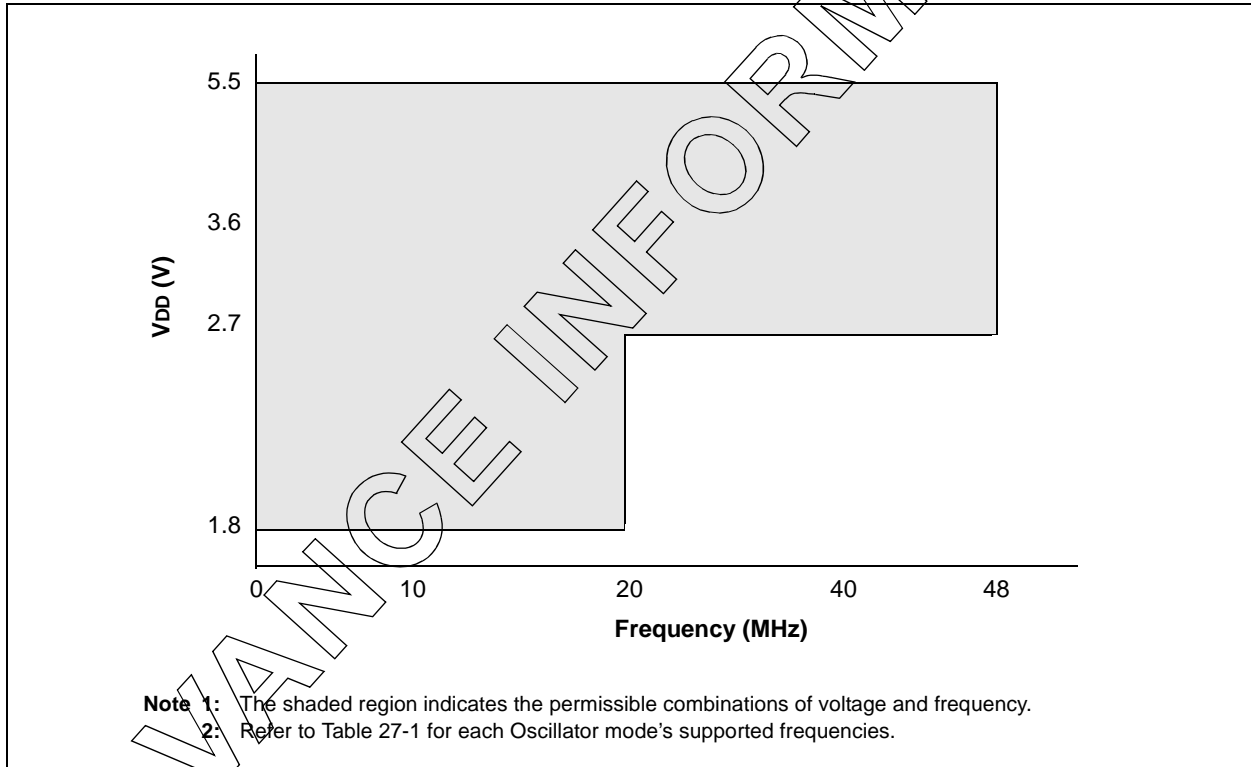 5.5
3.6
2.7
1.8
VDD (V)
0 10 20 40 48
Frequency (MHz)
Note 1: The shaded region indicates the permissible combinations of voltage and frequency.
2: Refer to Table 27-1 for each Oscillator mode's supported frequencies.
VANCE INFORM